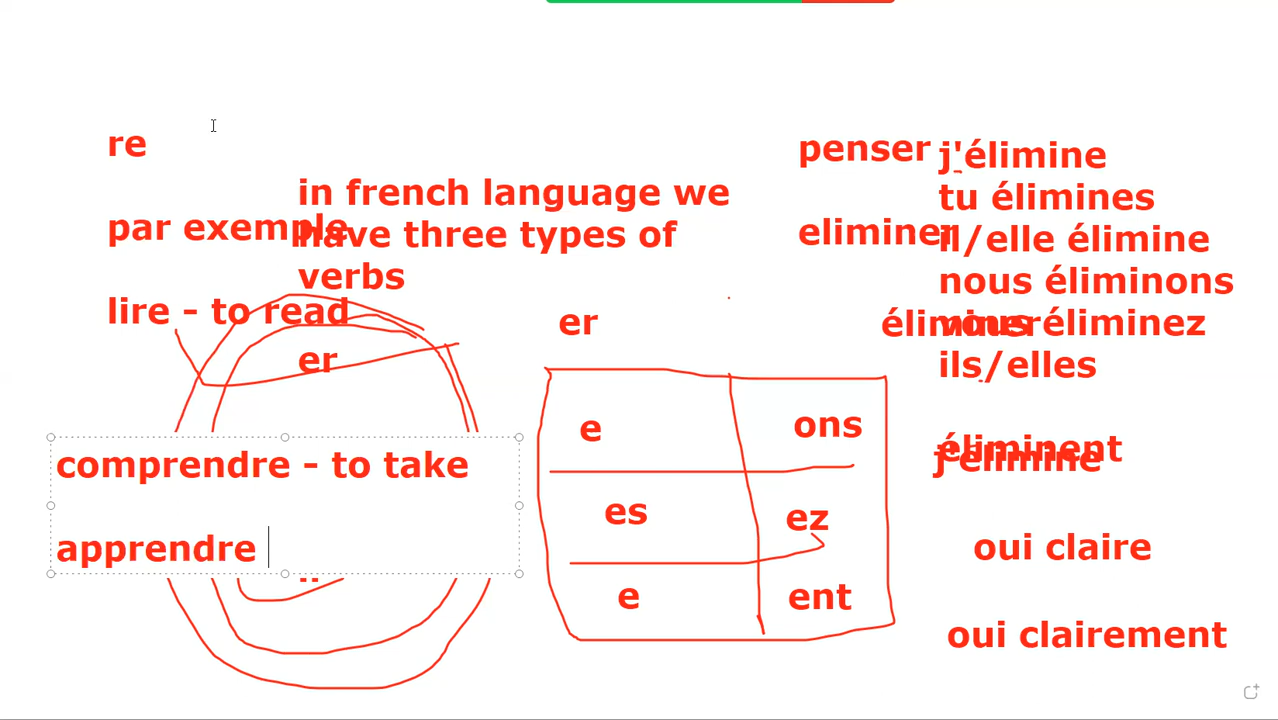 re
par exemple
lire - to read
in french language we
have three types of
verbs
er
comprendre - to take
apprendre
er
e
ons
es
ez
e
ent
penser
eliminer
j'élimine
tu élimines
il/elle élimine
nous éliminons
vous éliminez
éliminer
ils/elles
éliminent
j'elimine
oui claire
oui clairement